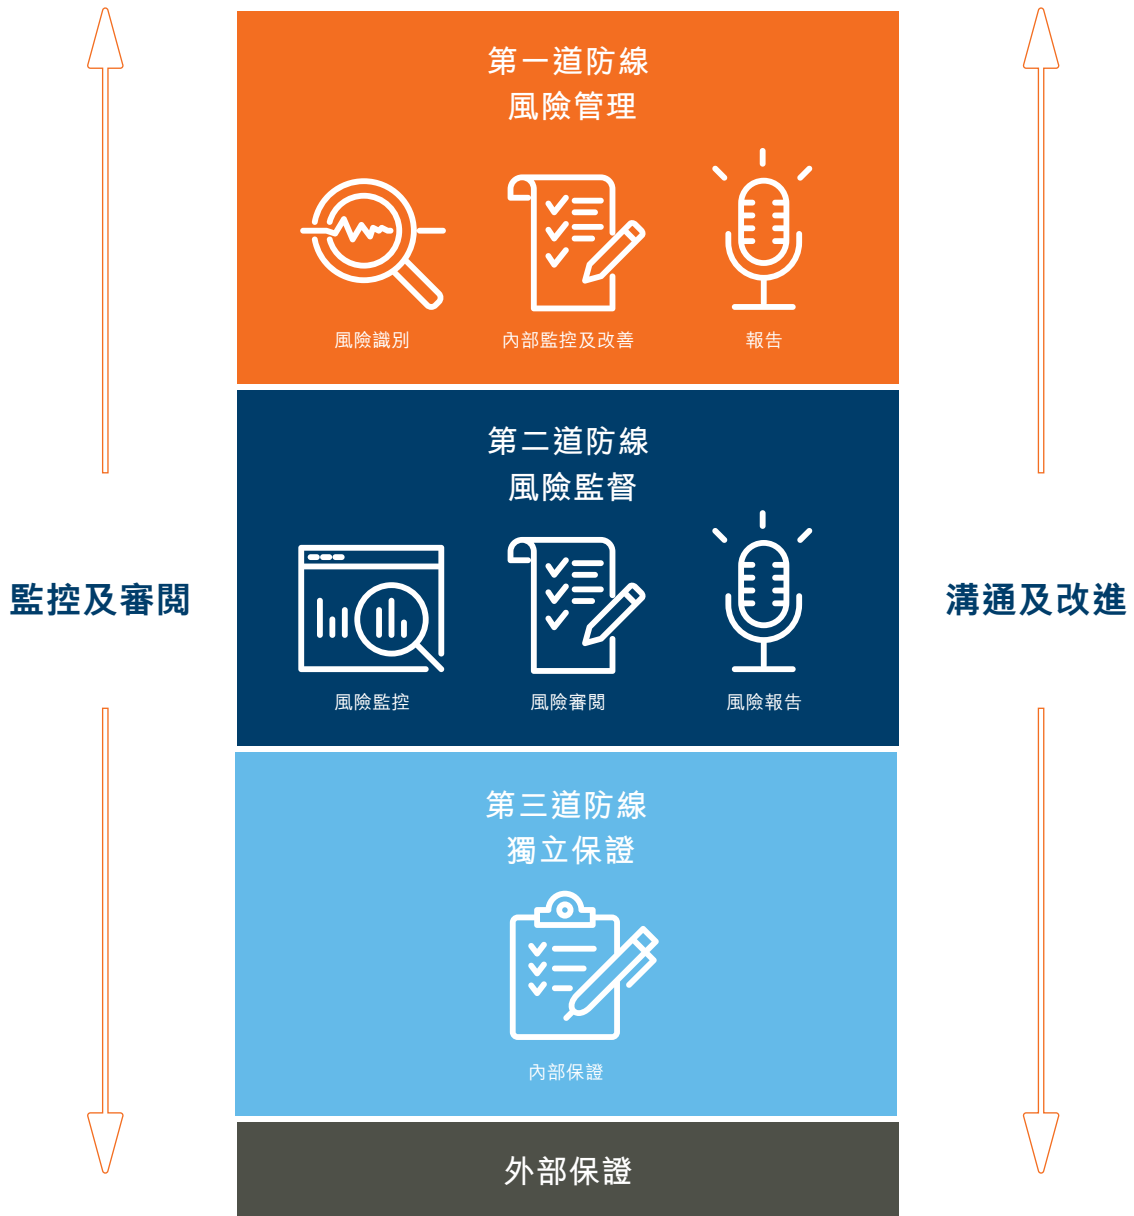 第一道防線
風險管理
風險識別
內部監控及改善
報告
第二道防線
風險監督
監控及審閱
溝通及改進
風險監控
風險審閱
風險報告
第三道防線
獨立保證
內部保證
外部保證